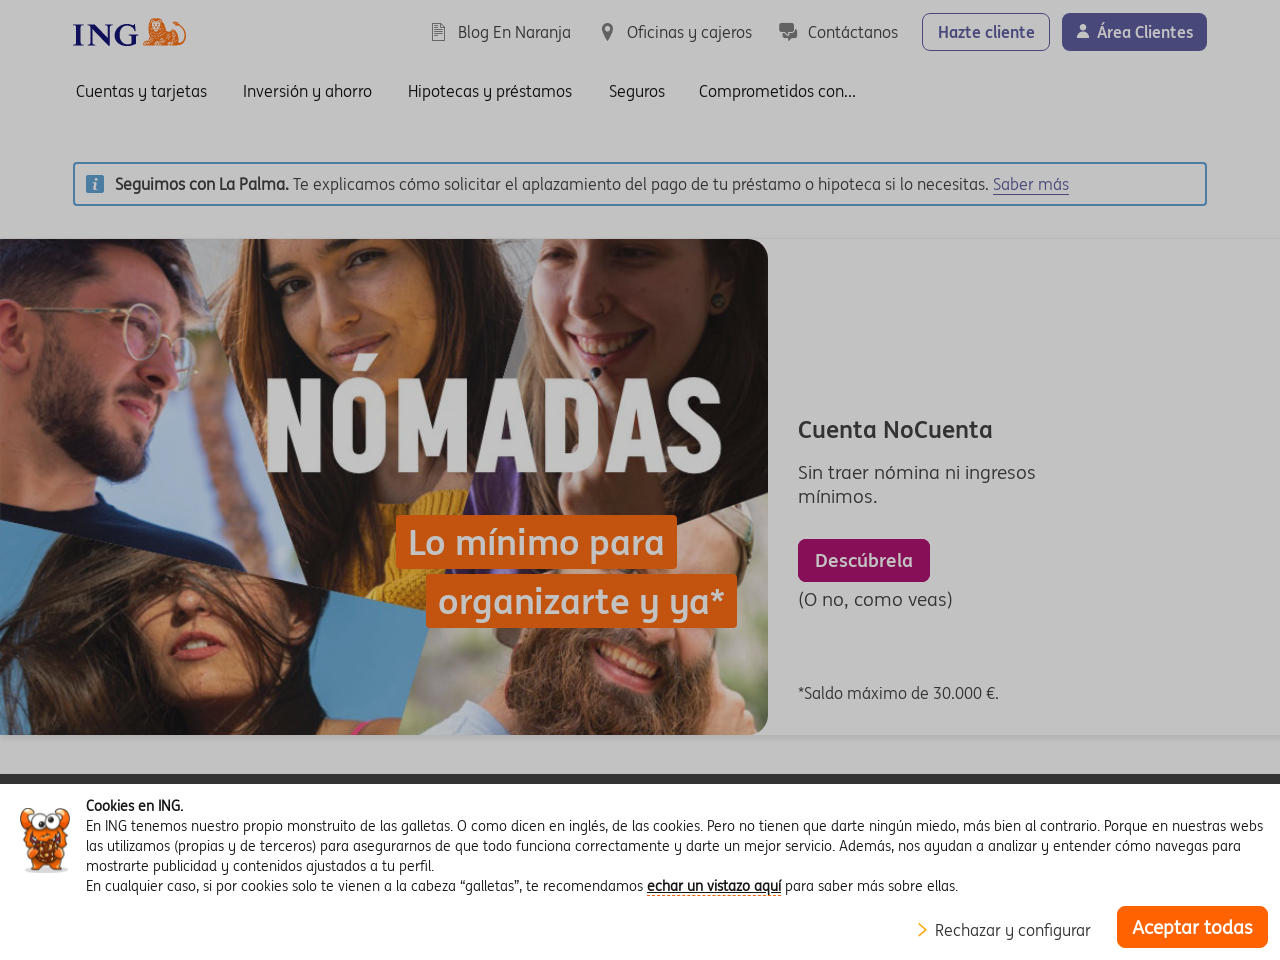 ING
Blog En Naranja
Oficinas y cajeros
Contáctanos
Hazte cliente
Área Clientes
Cuentas y tarjetas
Inversión y ahorro
Hipotecas y préstamos
Seguros
Comprometidos con...
Seguimos con La Palma. Te explicamos cómo solicitar el aplazamiento del pago de tu préstamo o hipoteca si lo necesitas. Saber más
NÓMADAS
Lo mínimo para
organizarte y ya*
Cuenta NoCuenta
Sin traer nómina ni ingresos
mínimos.
Descúbrela
(O no, como veas)
*Saldo máximo de 30.000 €.
Cookies en ING.
En ING tenemos nuestro propio monstruito de las galletas. O como dicen en inglés, de las cookies. Pero no tienen que darte ningún miedo, más bien al contrario. Porque en nuestras webs
las utilizamos (propias y de terceros) para asegurarnos de que todo funciona correctamente y darte un mejor servicio. Además, nos ayudan a analizar y entender cómo navegas para
mostrarte publicidad y contenidos ajustados a tu perfil.
En cualquier caso, si por cookies solo te vienen a la cabeza “galletas”, te recomendamos echar un vistazo aquí para saber más sobre ellas.
Rechazar y configurar
Aceptar todas